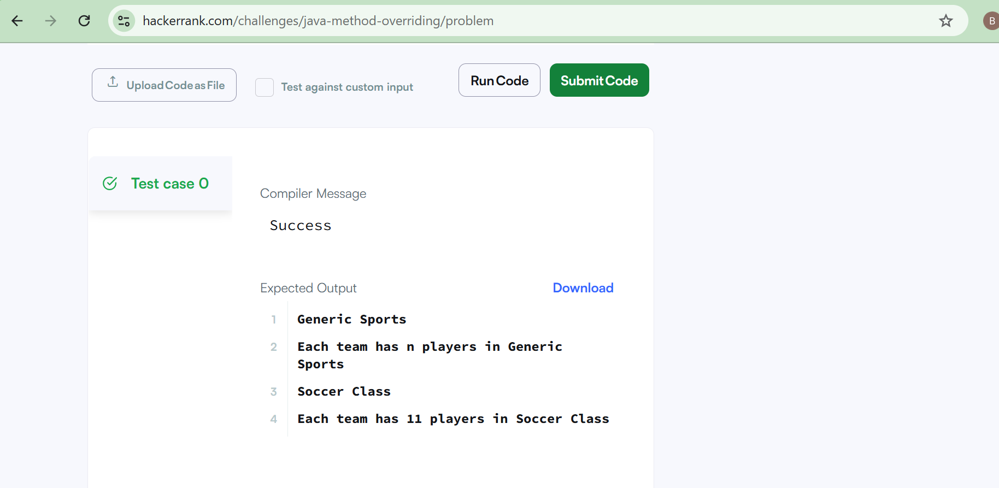 hackerrank.com/challenges/java-method-overriding/problem
B
Upload Code as File
Test against custom input
Run Code
Submit Code
Test case 0
Compiler Message
Success
Expected Output
Download
1 Generic Sports
2 Each team has n players in Generic
Sports
3 Soccer Class
4 Each team has 11 players in Soccer Class